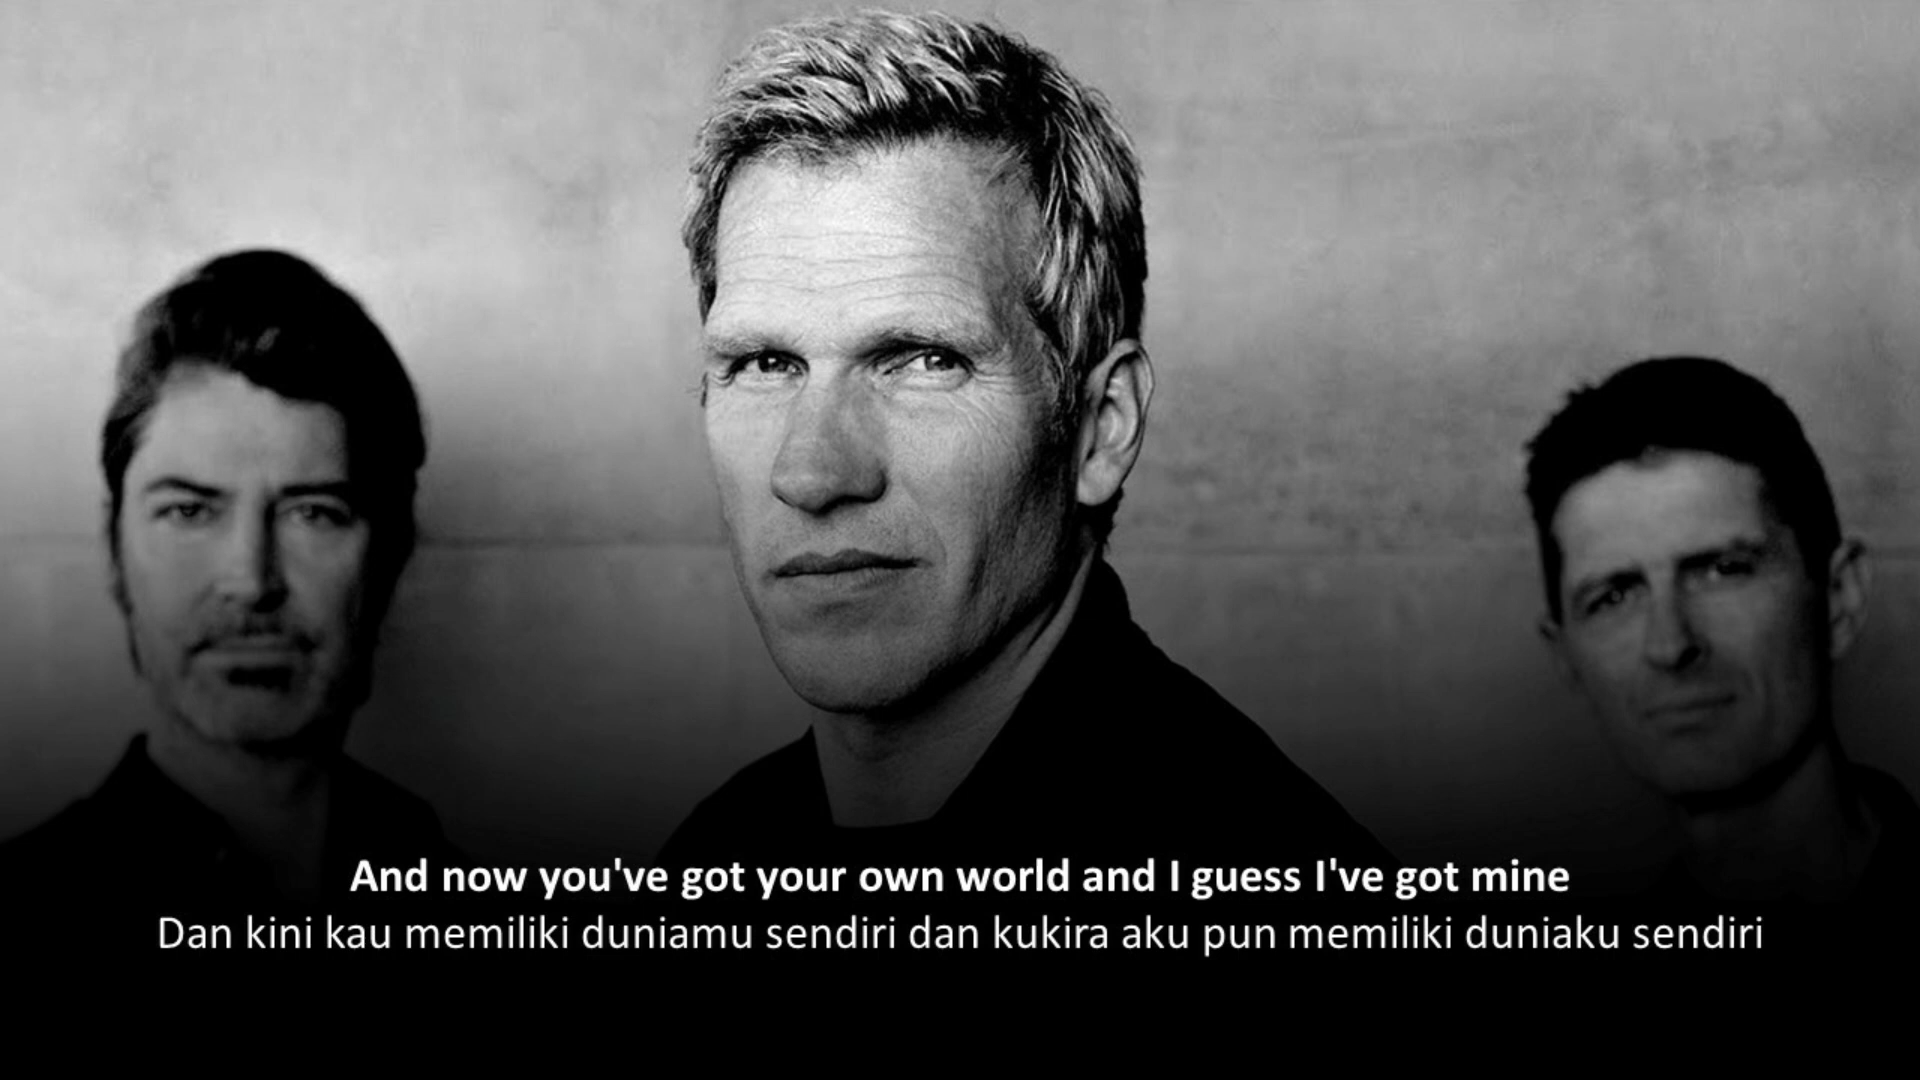 And now you've got your own world and I guess I've got mine
Dan kini kau memiliki duniamu sendiri dan kukira aku pun memiliki duniaku sendiri